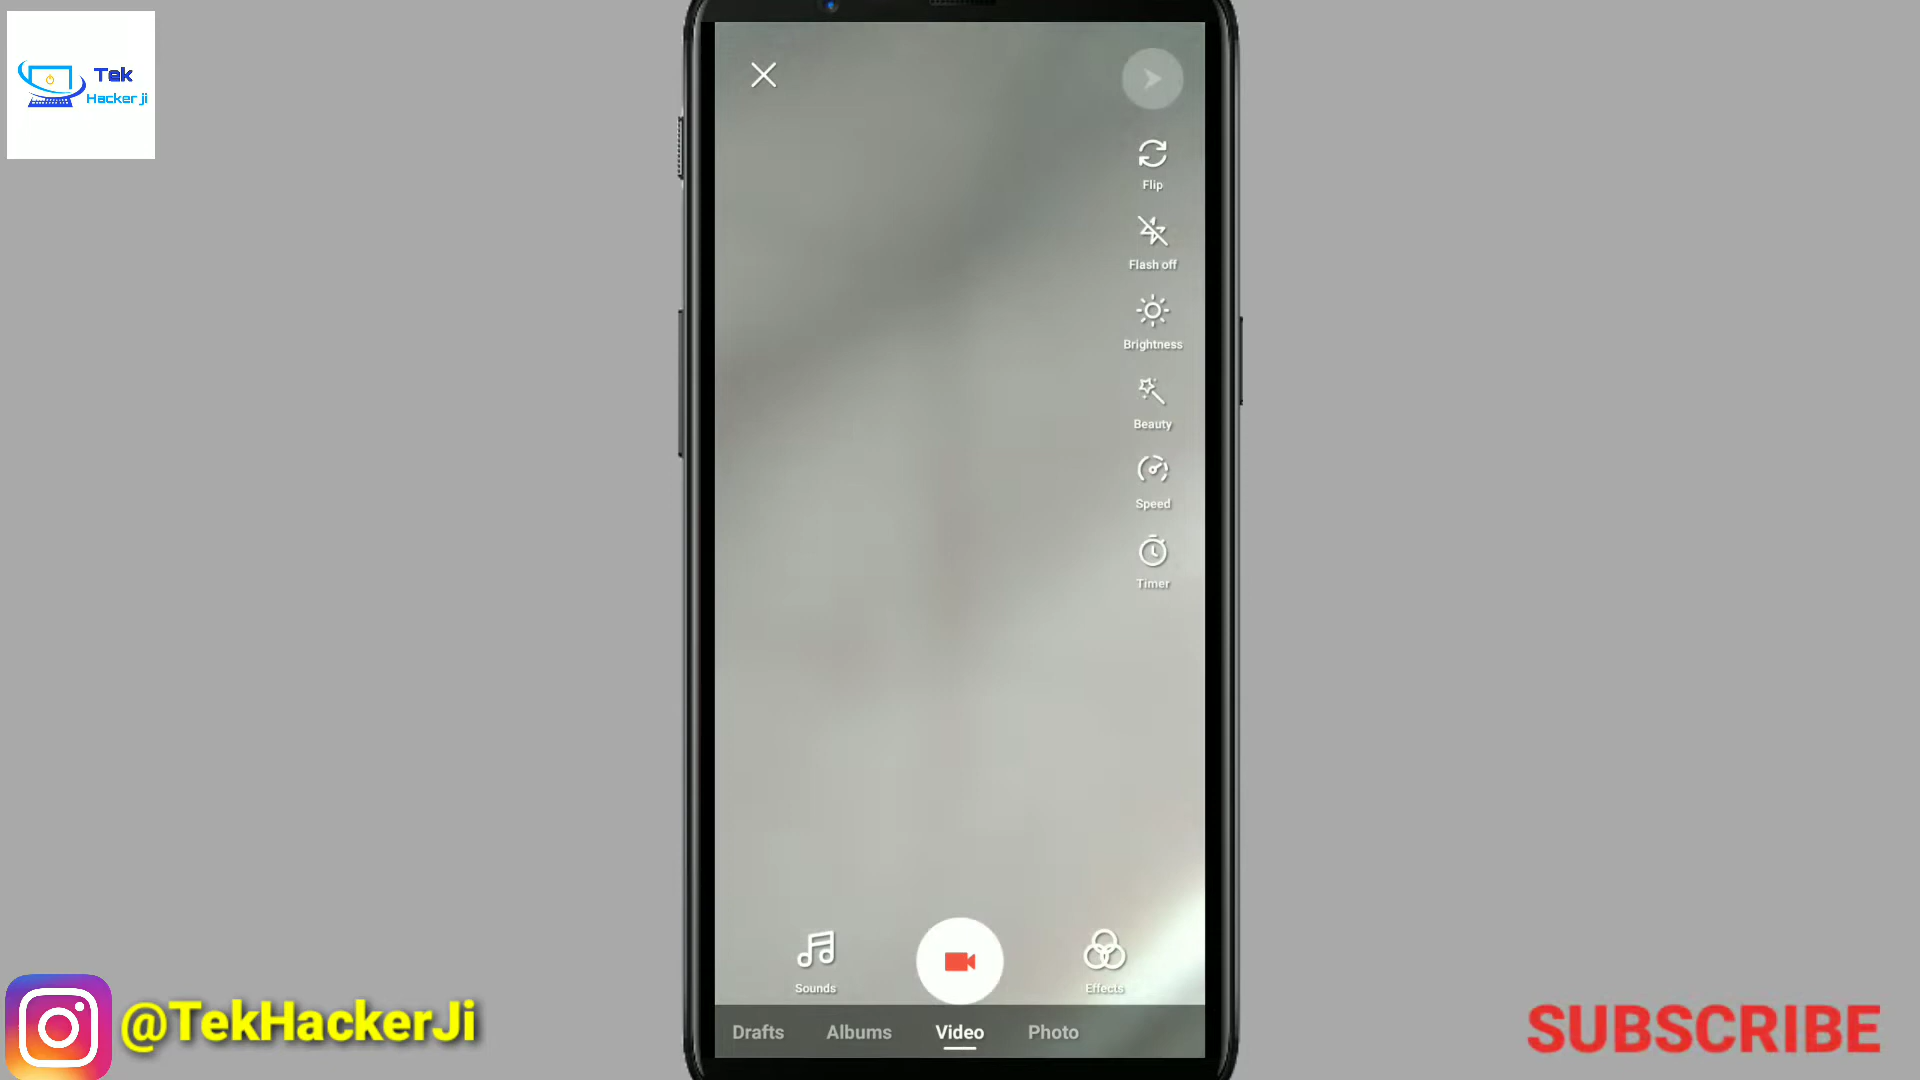 Tek
Hacker ji
Flip
Flash off
Brightness
Beauty
Speed
Timer
Sounds
Effects
Drafts
Albums
Video
Photo
@TekHackerJi
SUBSCRIBE